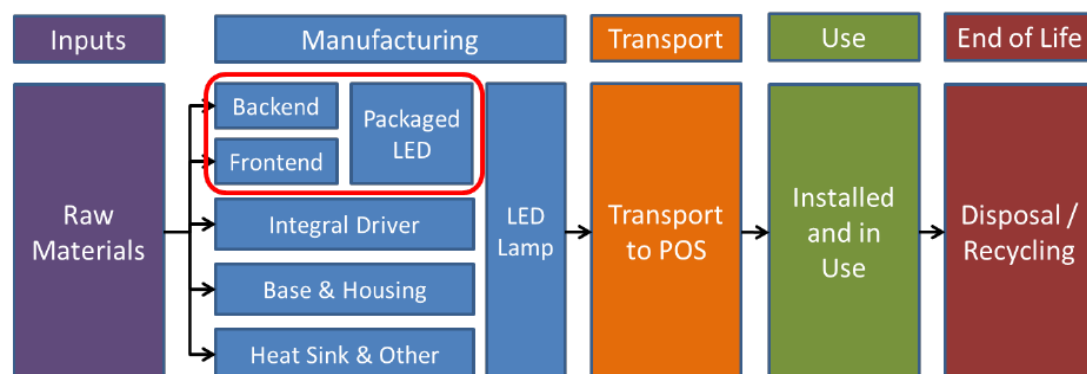 Inputs
Manufacturing
Transport
Use
End of Life
Raw
Materials
Backend
Frontend
Packaged
LED
Integral Driver
Base & Housing
Heat Sink & Other
LED
Lamp
Transport
to POS
Installed
and in
Use
Disposal /
Recycling